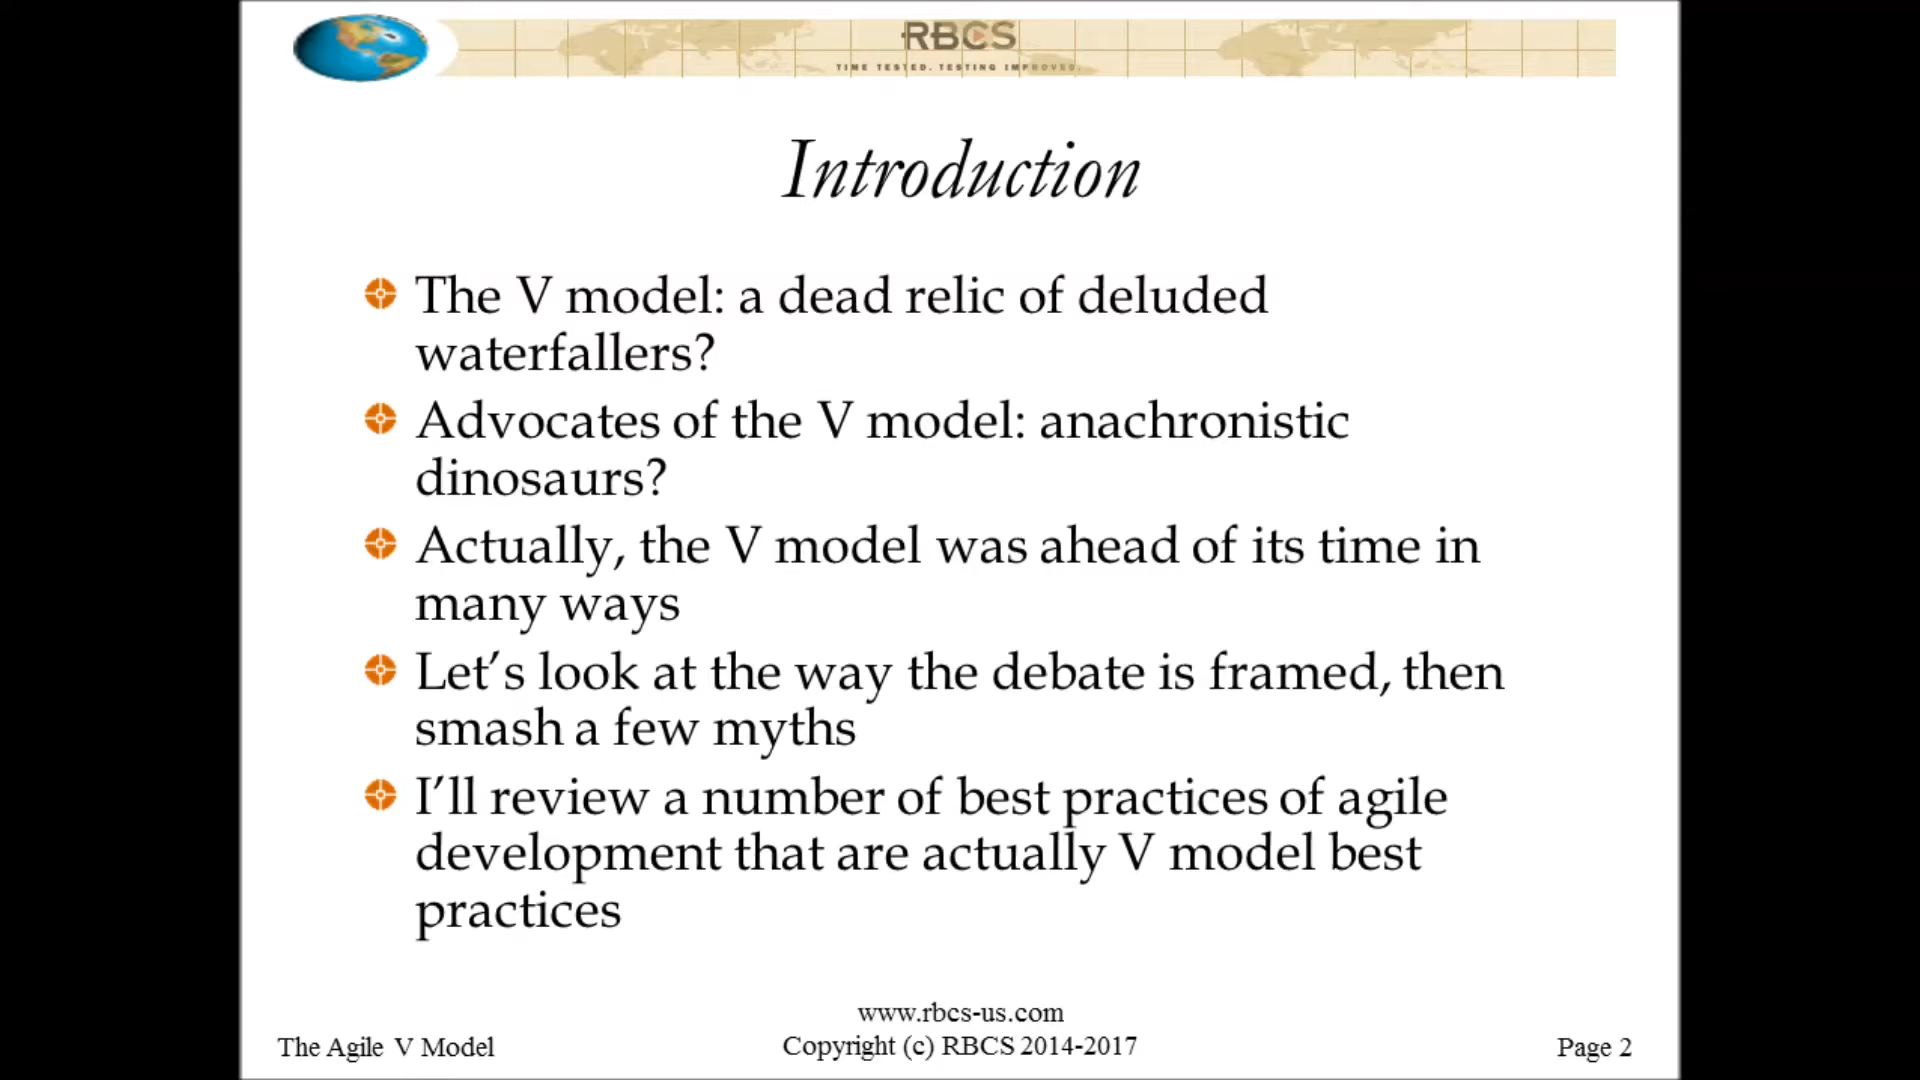 RBCS
TIME TESTED. TESTING IMPROVED.
Introduction
The V model: a dead relic of deluded
waterfallers?
Advocates of the V model: anachronistic
dinosaurs?
Actually, the V model was ahead of its time in
many ways
Let’s look at the way the debate is framed, then
smash a few myths
I’ll review a number of best practices of agile
development that are actually V model best
practices
www.rbcs-us.com
The Agile V Model
Copyright (c) RBCS 2014-2017
Page 2